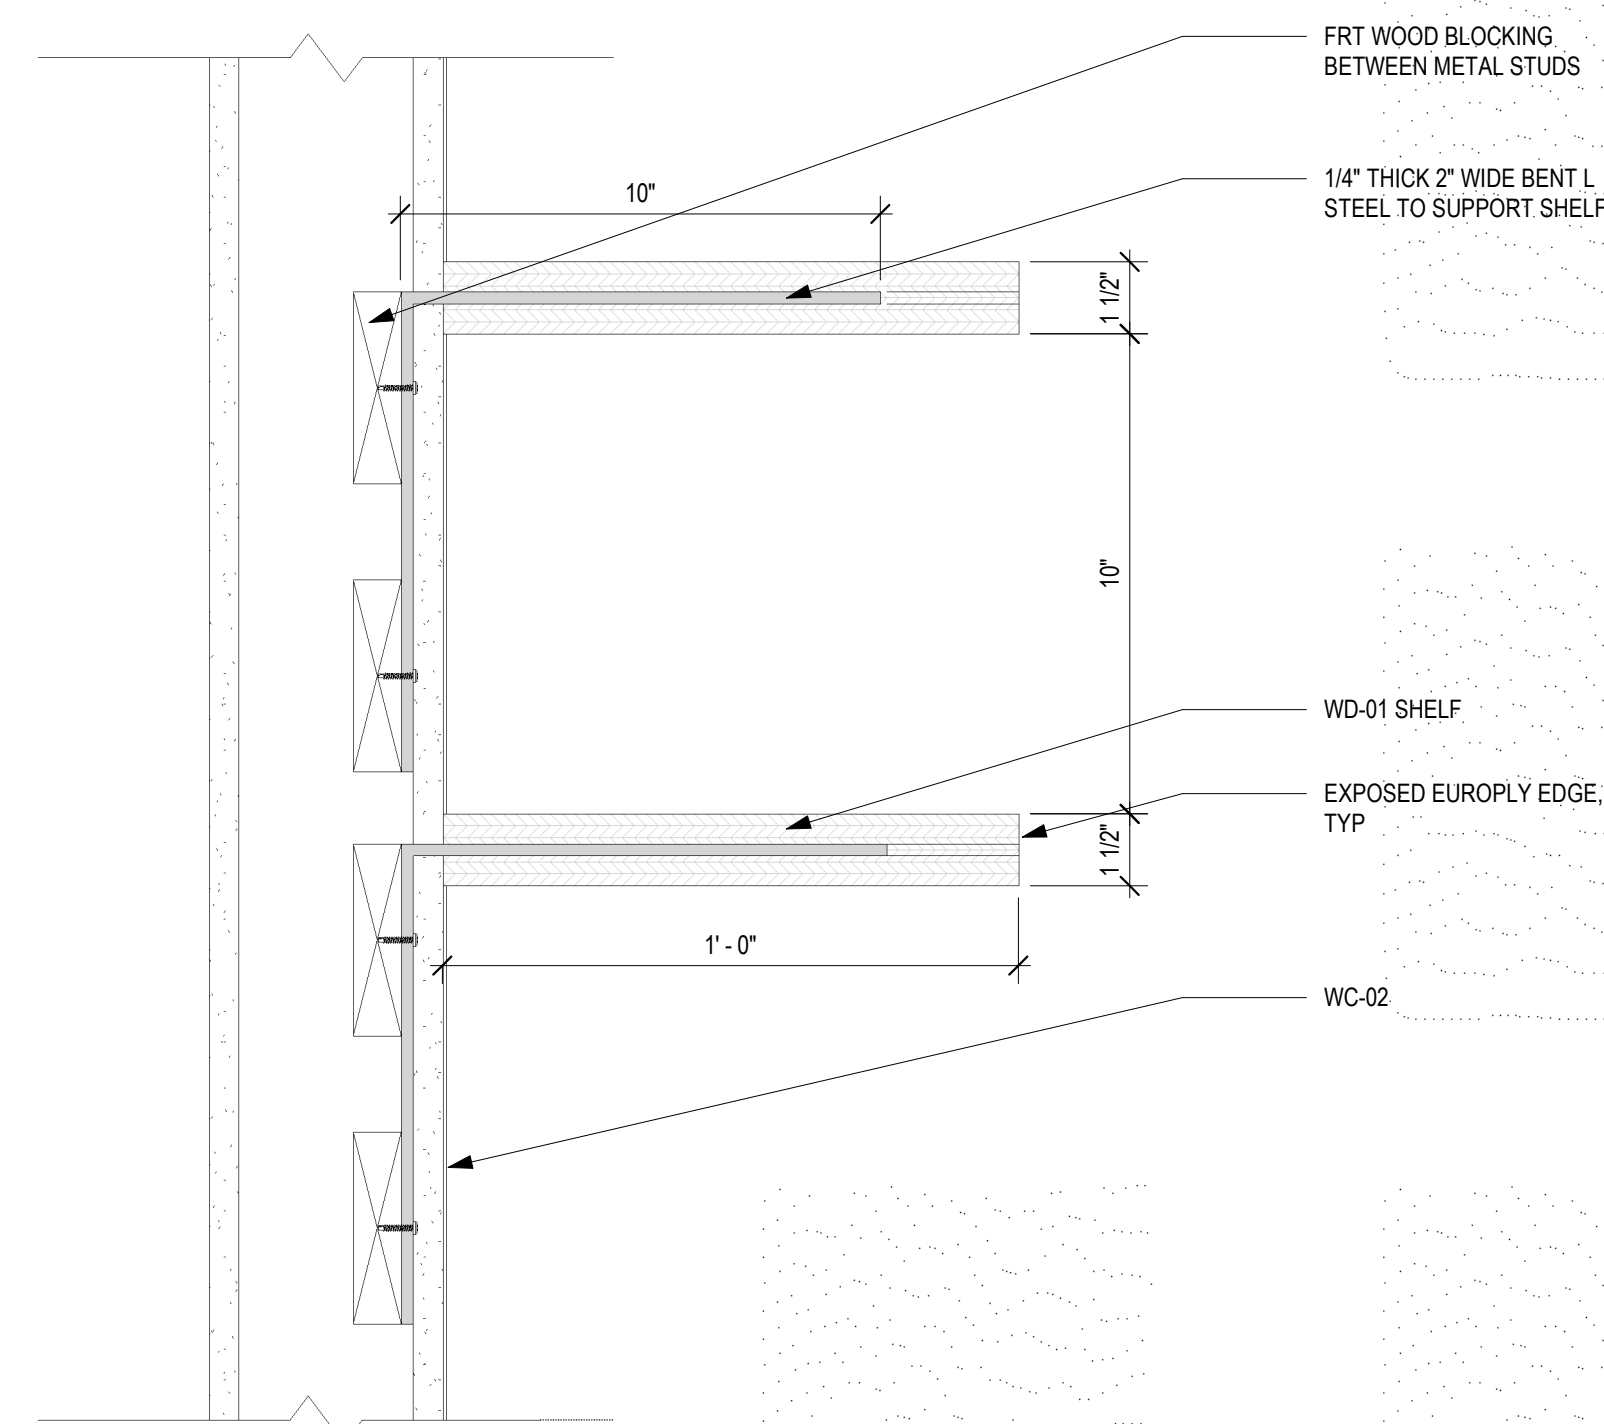 FRT WOOD BLOCKING
BETWEEN METAL STUDS
1/4" THICK 2" WIDE BENT L
STEEL TO SUPPORT SHELF
10"
1 1/2"
10"
WD-01 SHELF
EXPOSED EUROPLY EDGE,
TYP
1 1/2"
1' - 0"
WC-02